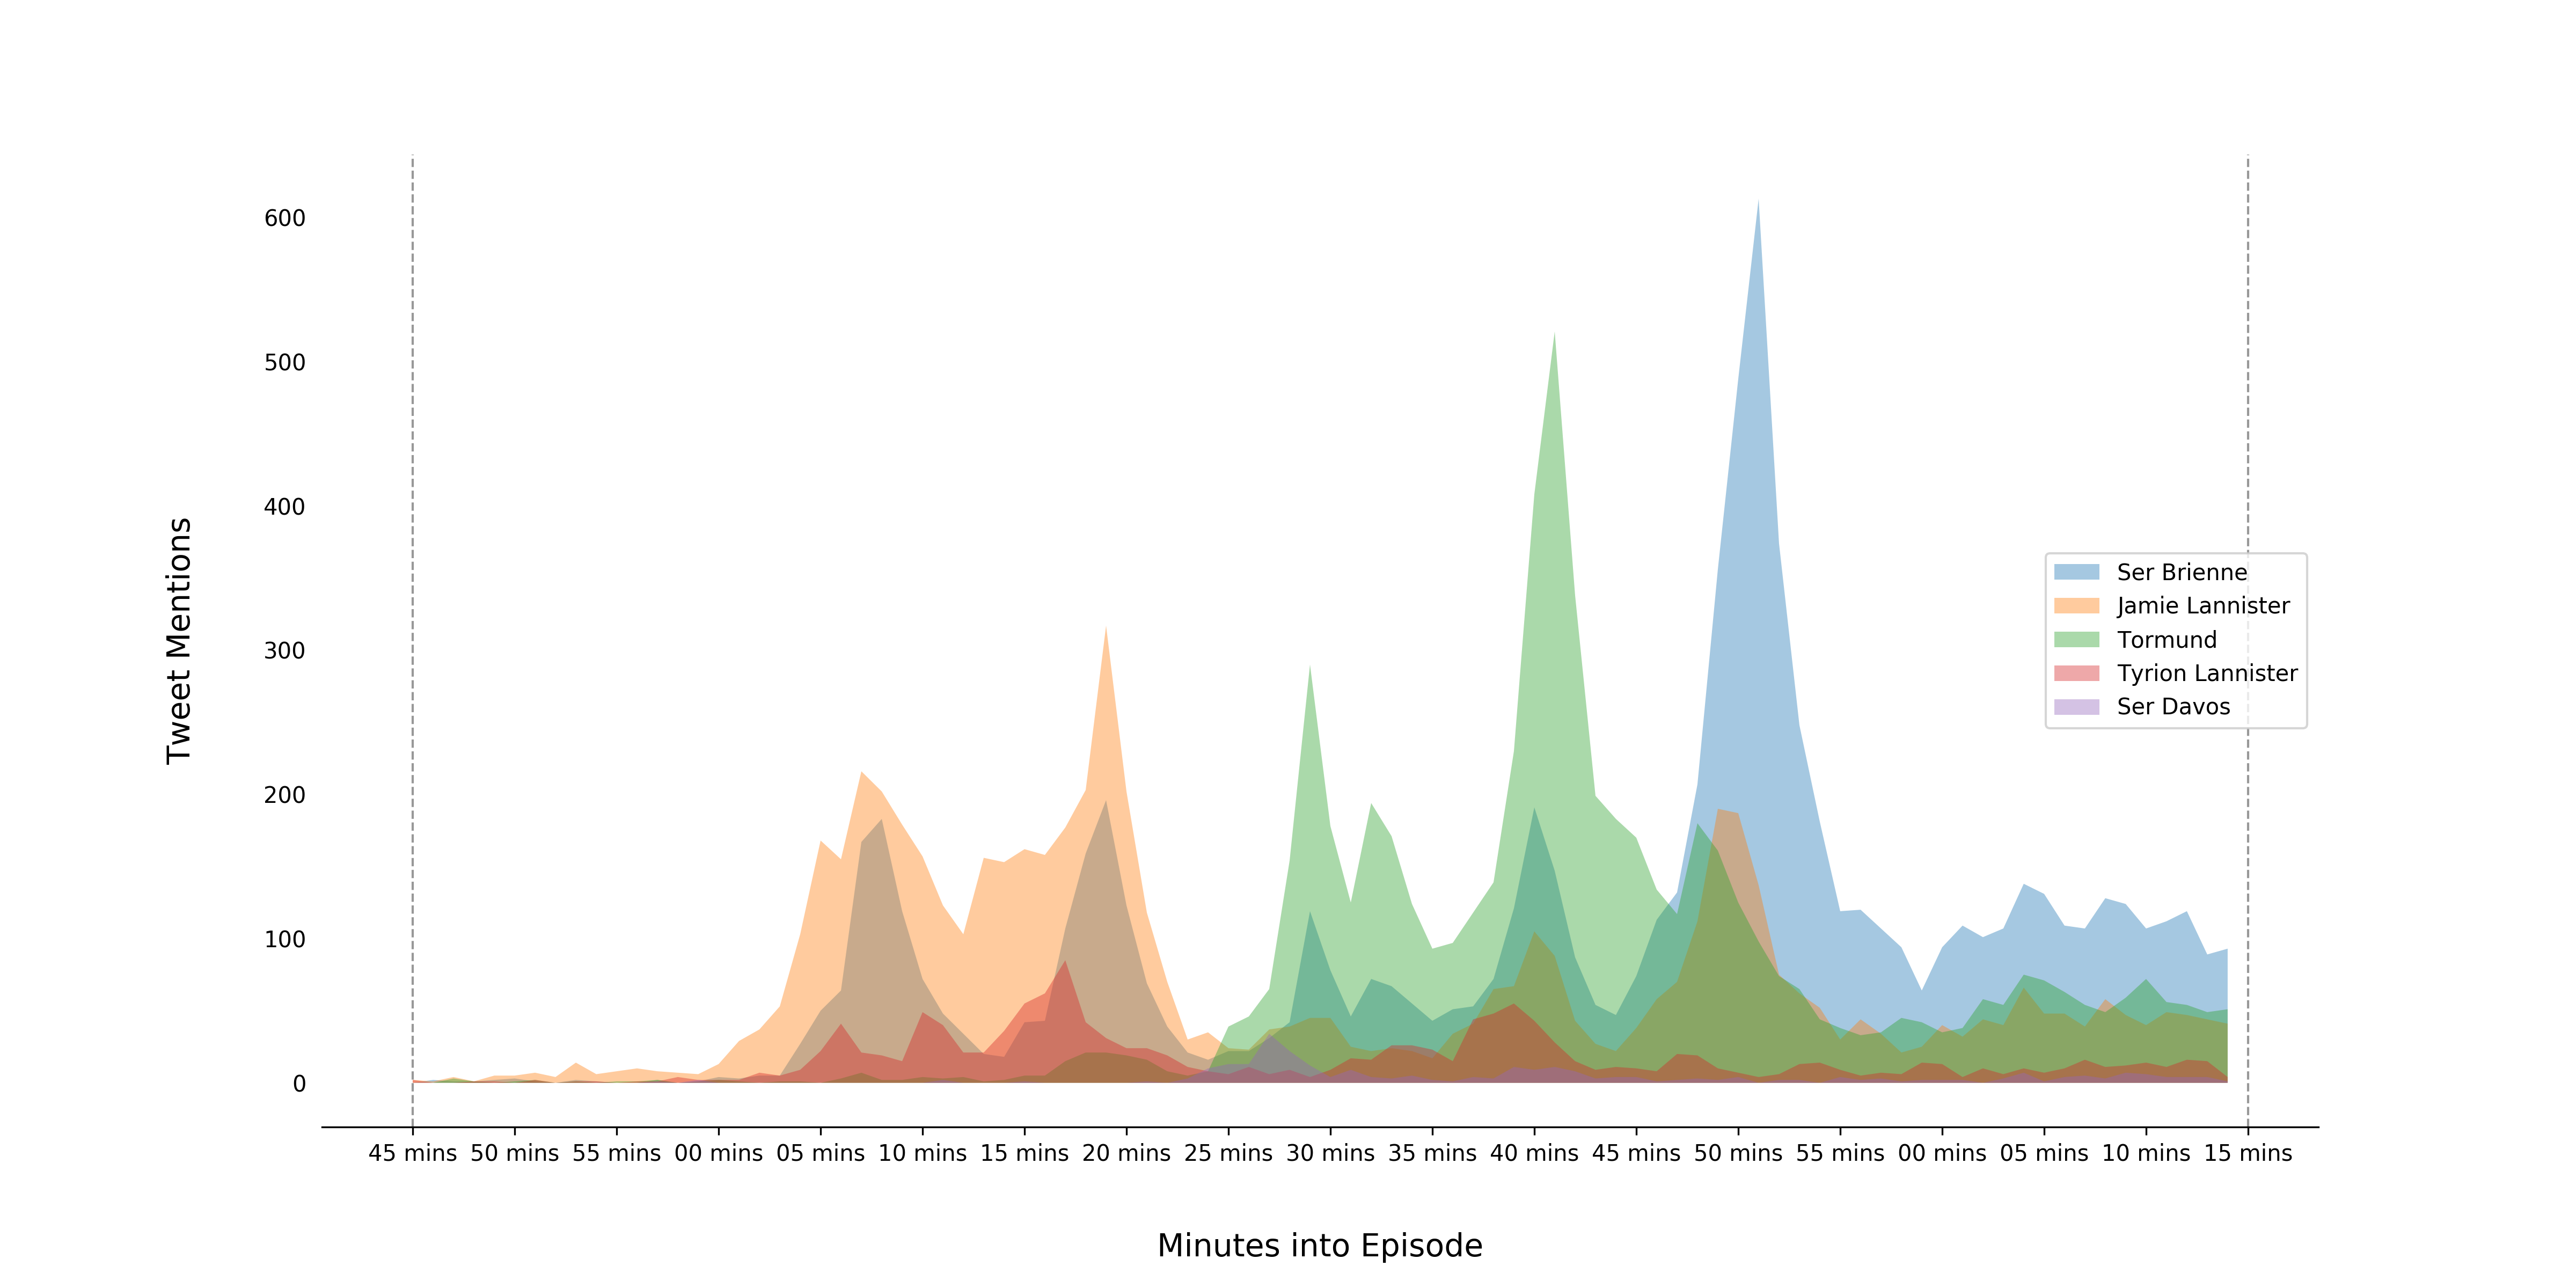 Tweet Mentions
600
500
400
300
200
100
0
Ser Brienne
Jamie Lannister
Tormund
Tyrion Lannister
Ser Davos
45 mins 50 mins 55 mins 00 mins 05 mins 10 mins 15 mins 20 mins 25 mins 30 mins 35 mins 40 mins 45 mins 50 mins 55 mins 00 mins 05 mins 10 mins 15 mins
Minutes into Episode